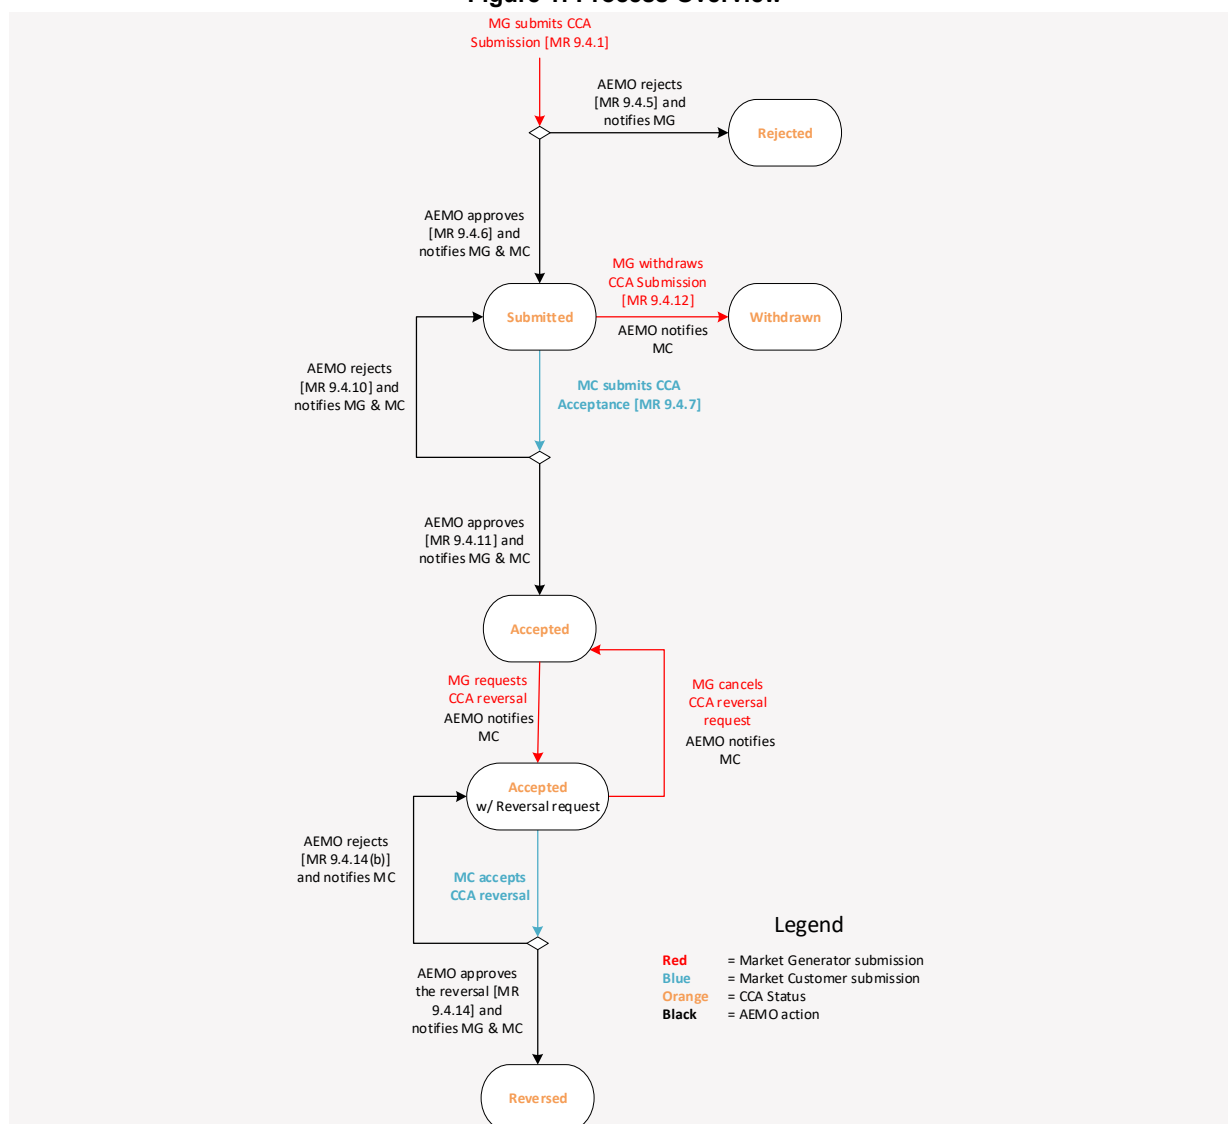 Figure 1: Process Overview
MG submits CCA
Submission [MR 9.4.1]
AEMO rejects
[MR 9.4.5] and
notifies MG
Rejected
AEMO approves
[MR 9.4.6] and
notifies MG & MC
MG withdraws
CCA Submission
[MR 9.4.12]
Submitted
Withdrawn
AEMO notifies
MC
AEMO rejects
[MR 9.4.10] and
notifies MG & MC
MC submits CCA
Acceptance [MR 9.4.7]
AEMO approves
[MR 9.4.11] and
notifies MG & MC
Accepted
MG requests
CCA reversal
AEMO notifies
MC
MG cancels
CCA reversal
request
AEMO notifies
MC
Accepted
w/ Reversal request
AEMO rejects
[MR 9.4.14(b)]
and notifies MC
MC accepts
CCA reversal
AEMO approves
the reversal [MR
9.4.14] and
notifies MG & MC
Reversed
Legend
Red = Market Generator submission
Blue = Market Customer submission
Orange = CCA Status
Black = AEMO action